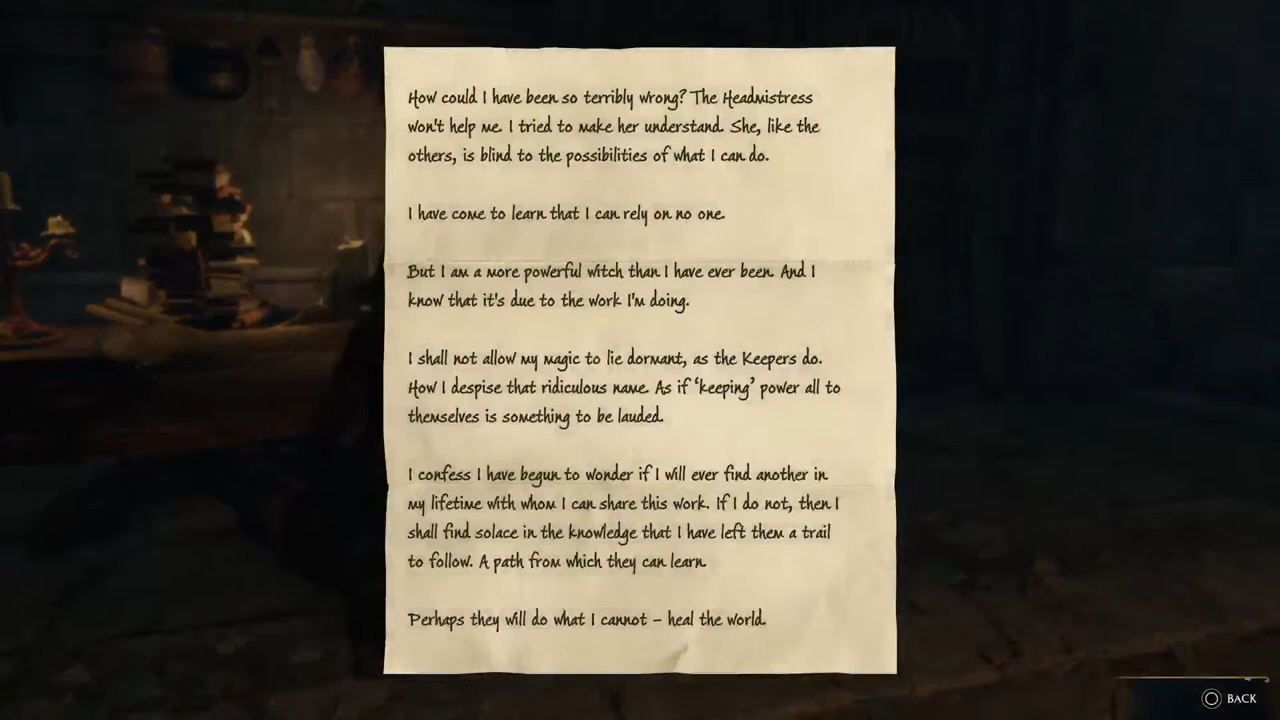 How could I have been so terribly wrong? The Headmistress
won't help me. I tried to make her understand. She, like the
others, is blind to the possibilities of what I can do.
I have come to learn that I can rely on no one.
But I am a more powerful witch than I have ever been. And I
know that it's due to the work I'm doing.
I shall not allow my magic to lie dormant, as the Keepers do.
How I despise that ridiculous name. As if ‘keeping’ power all to
themselves is something to be lauded.
I confess I have begun to wonder if I will ever find another in
my lifetime with whom I can share this work. If I do not, then I
shall find solace in the knowledge that I have left them a trail
to follow. A path from which they can learn.
Perhaps they will do what I cannot – heal the world.
BACK